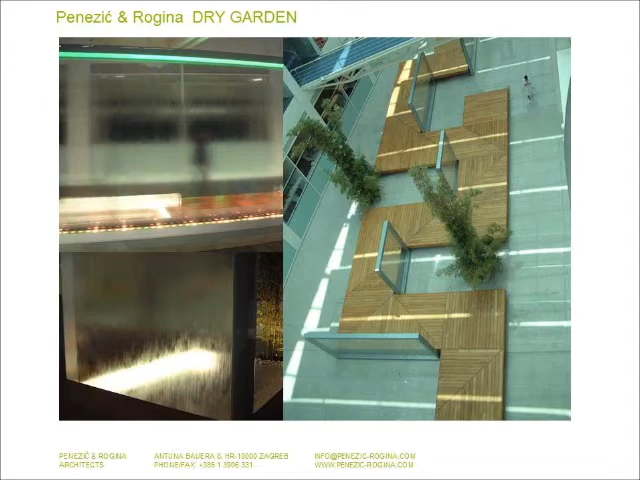 Penezić & Rogina DRY GARDEN
PENEZIĆ & ROGINA
ARCHITECTS
ANTUNA BAUERA 8, HR-10000 ZAGREB
PHONE/FAX: +385 1 3906 331
INFO@PENEZIC-ROGINA.COM
WWW.PENEZIC-ROGINA.COM